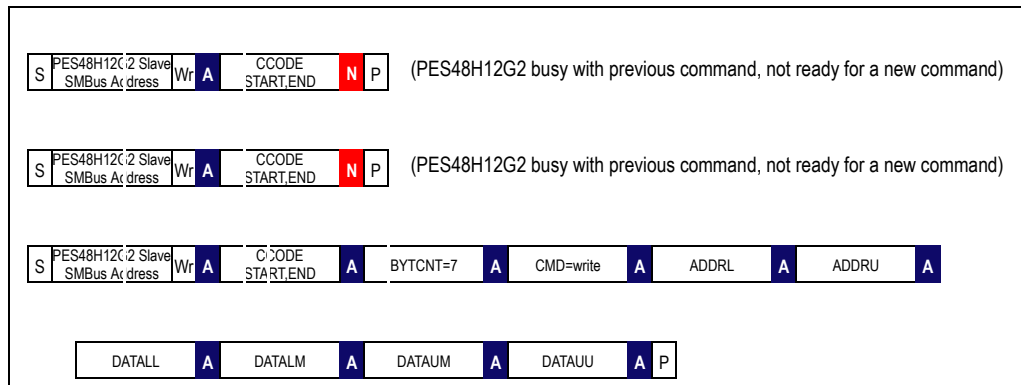 S PES48H12G2 Slave SMBus Address Wr A CCODE START,END N P (PES48H12G2 busy with previous command, not ready for a new command)
S PES48H12G2 Slave SMBus Address Wr A CCODE START,END N P (PES48H12G2 busy with previous command, not ready for a new command)
S PES48H12G2 Slave SMBus Address Wr A CCODE START,END A BYTCNT=7 A CMD=write A ADDRL A ADDRU A
DATALL A DATALM A DATAUM A DATAUU A P